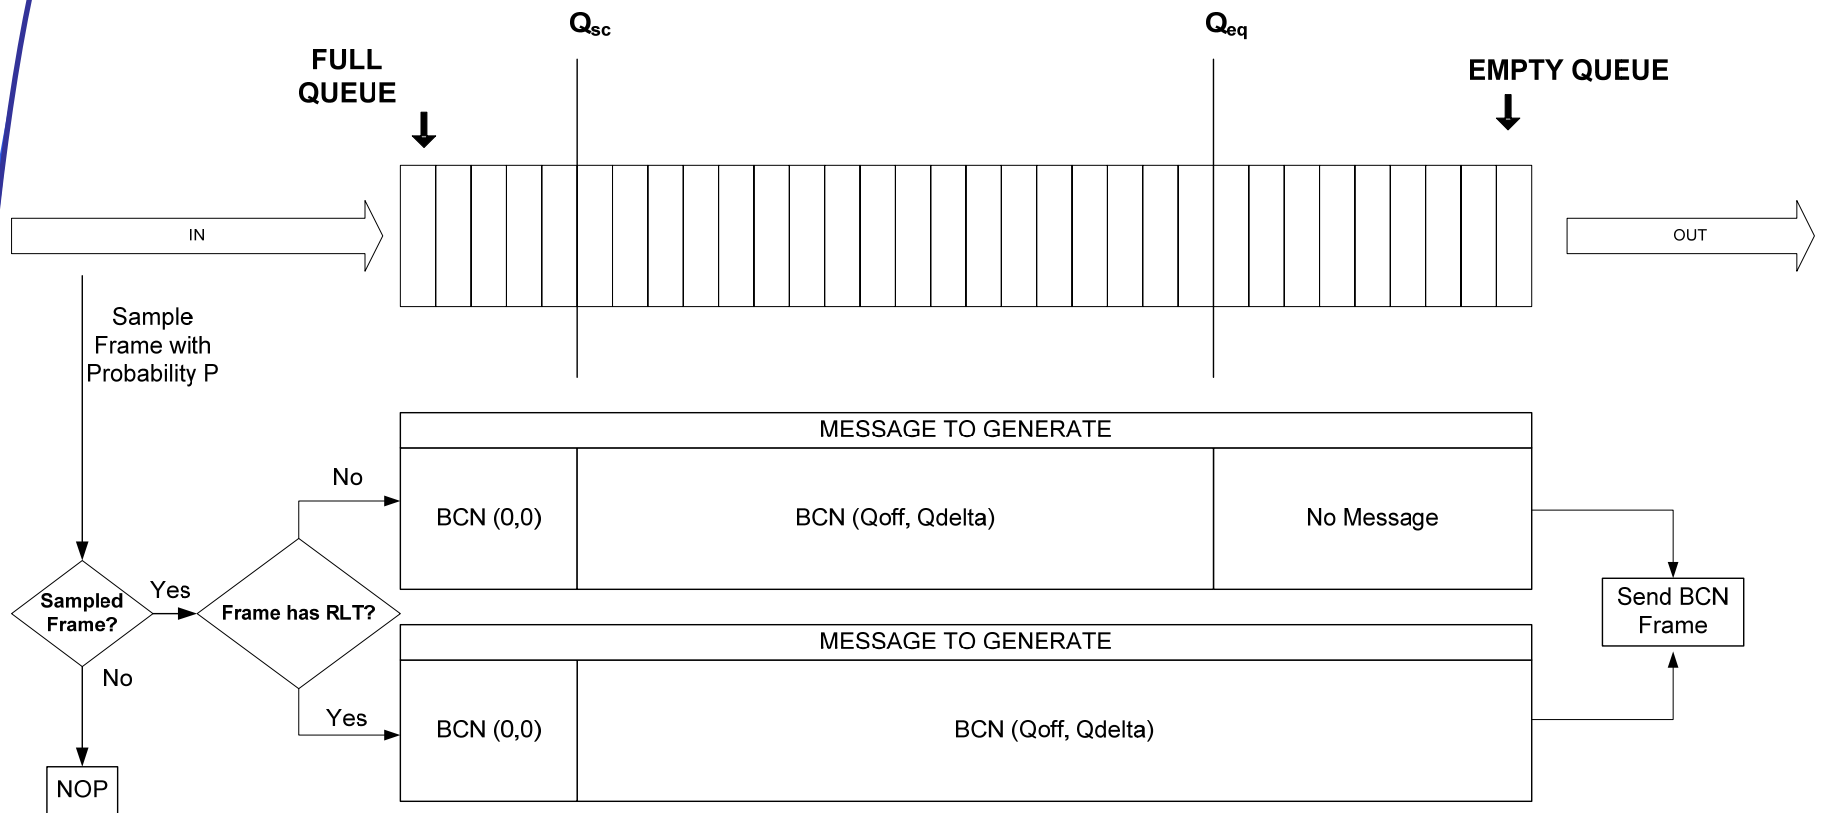 Qsc
Qeq
FULL
QUEUE
EMPTY QUEUE
IN
OUT
Sample
Frame with
Probability P
MESSAGE TO GENERATE
No
BCN (0,0)
BCN (Qoff, Qdelta)
No Message
Sampled
Frame?
Yes
Frame has RLT?
Send BCN
Frame
MESSAGE TO GENERATE
No
Yes
BCN (0,0)
BCN (Qoff, Qdelta)
NOP